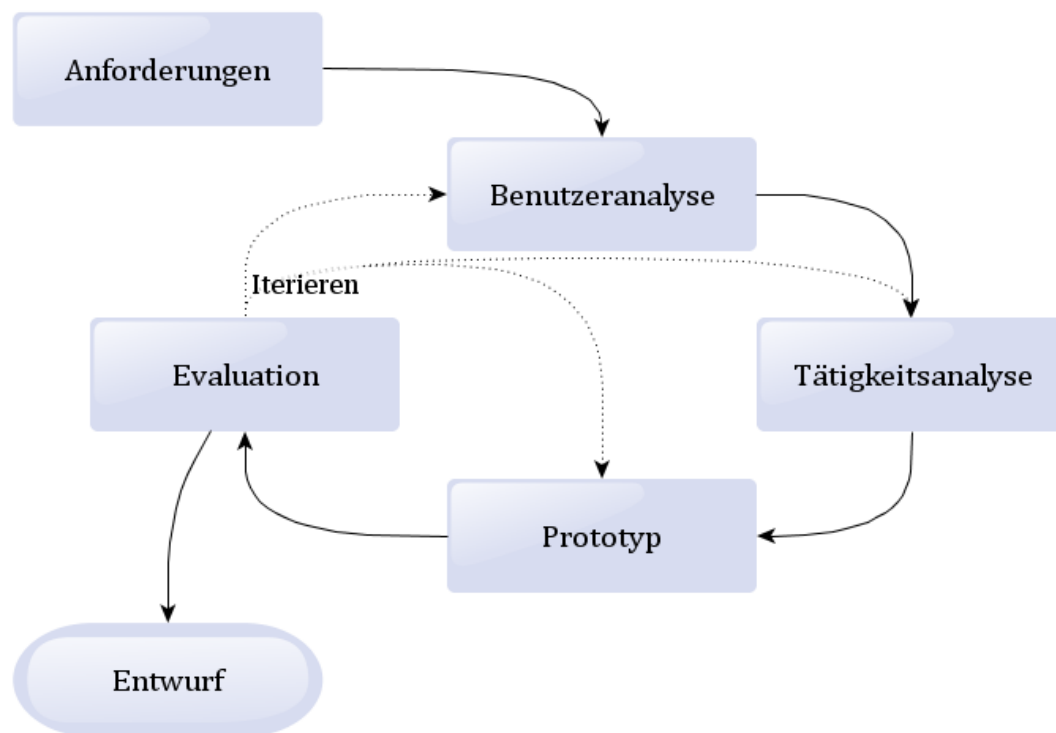 Anforderungen
Benutzeranalyse
Iterieren
Evaluation
Tätigkeitsanalyse
Prototyp
Entwurf